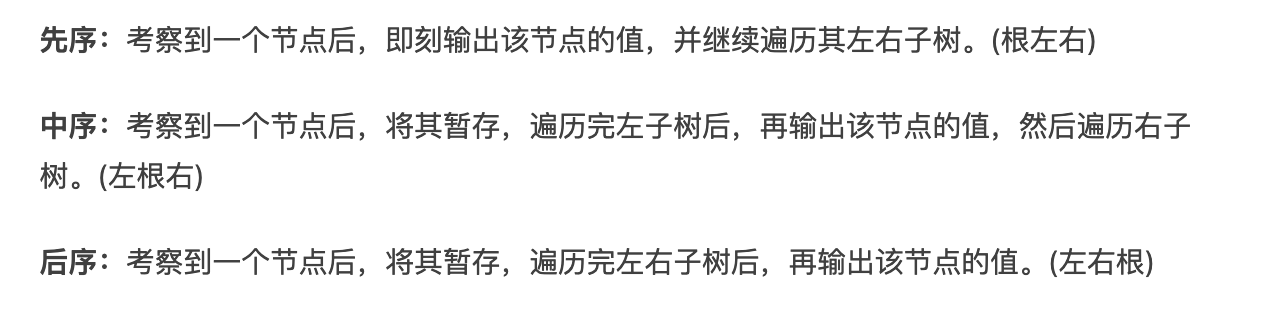 先序：考察到一个节点后，即刻输出该节点的值，并继续遍历其左右子树。(根左右)
中序：考察到一个节点后，将其暂存，遍历完左子树后，再输出该节点的值，然后遍历右子
树。(左根右)
后序：考察到一个节点后，将其暂存，遍历完左右子树后，再输出该节点的值。(左右根)